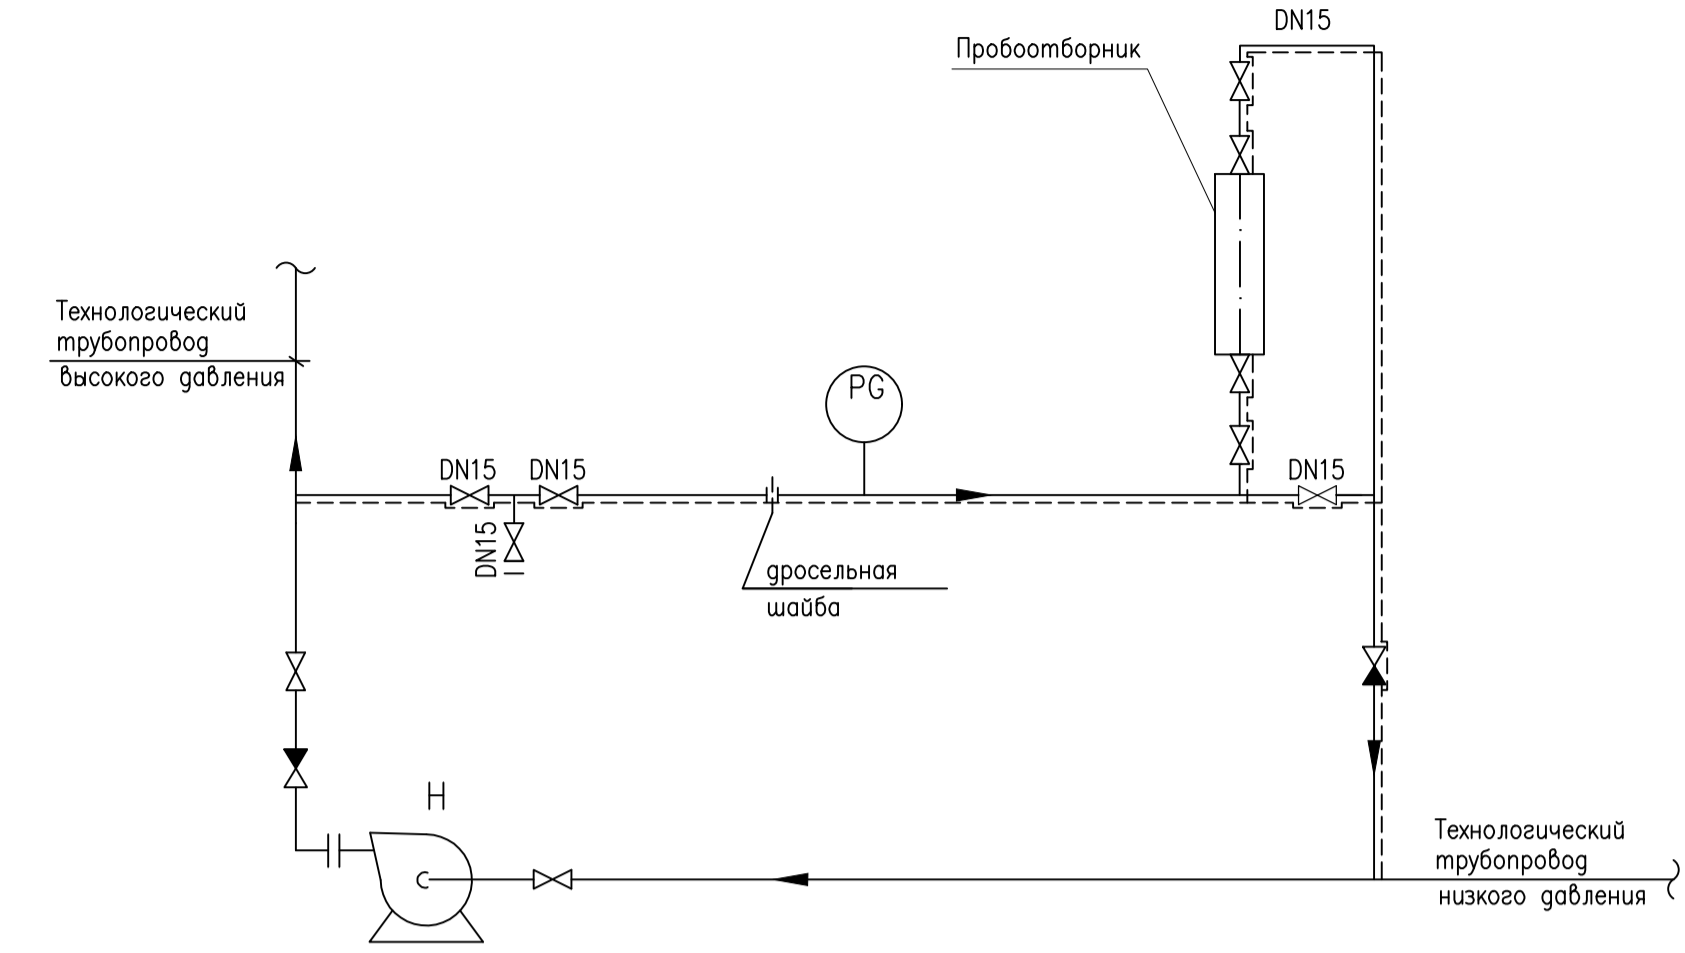 DN15
Пробоотборник
Технологический
трубопровод
высокого давления
PG
DN15
DN15
DN15
DN15
дросельная
шайба
Н
Технологический
трубопровод
низкого давления